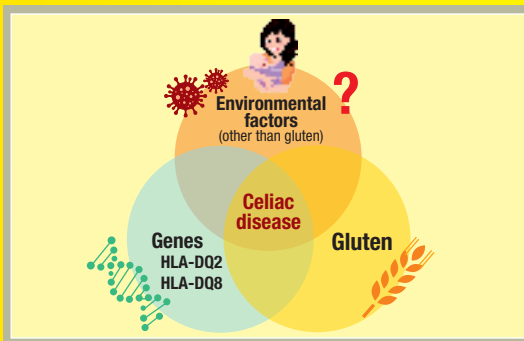 ?
Environmental
factors
(other than gluten)
Celiac
disease
Genes
HLA-DQ2
HLA-DQ8
Gluten